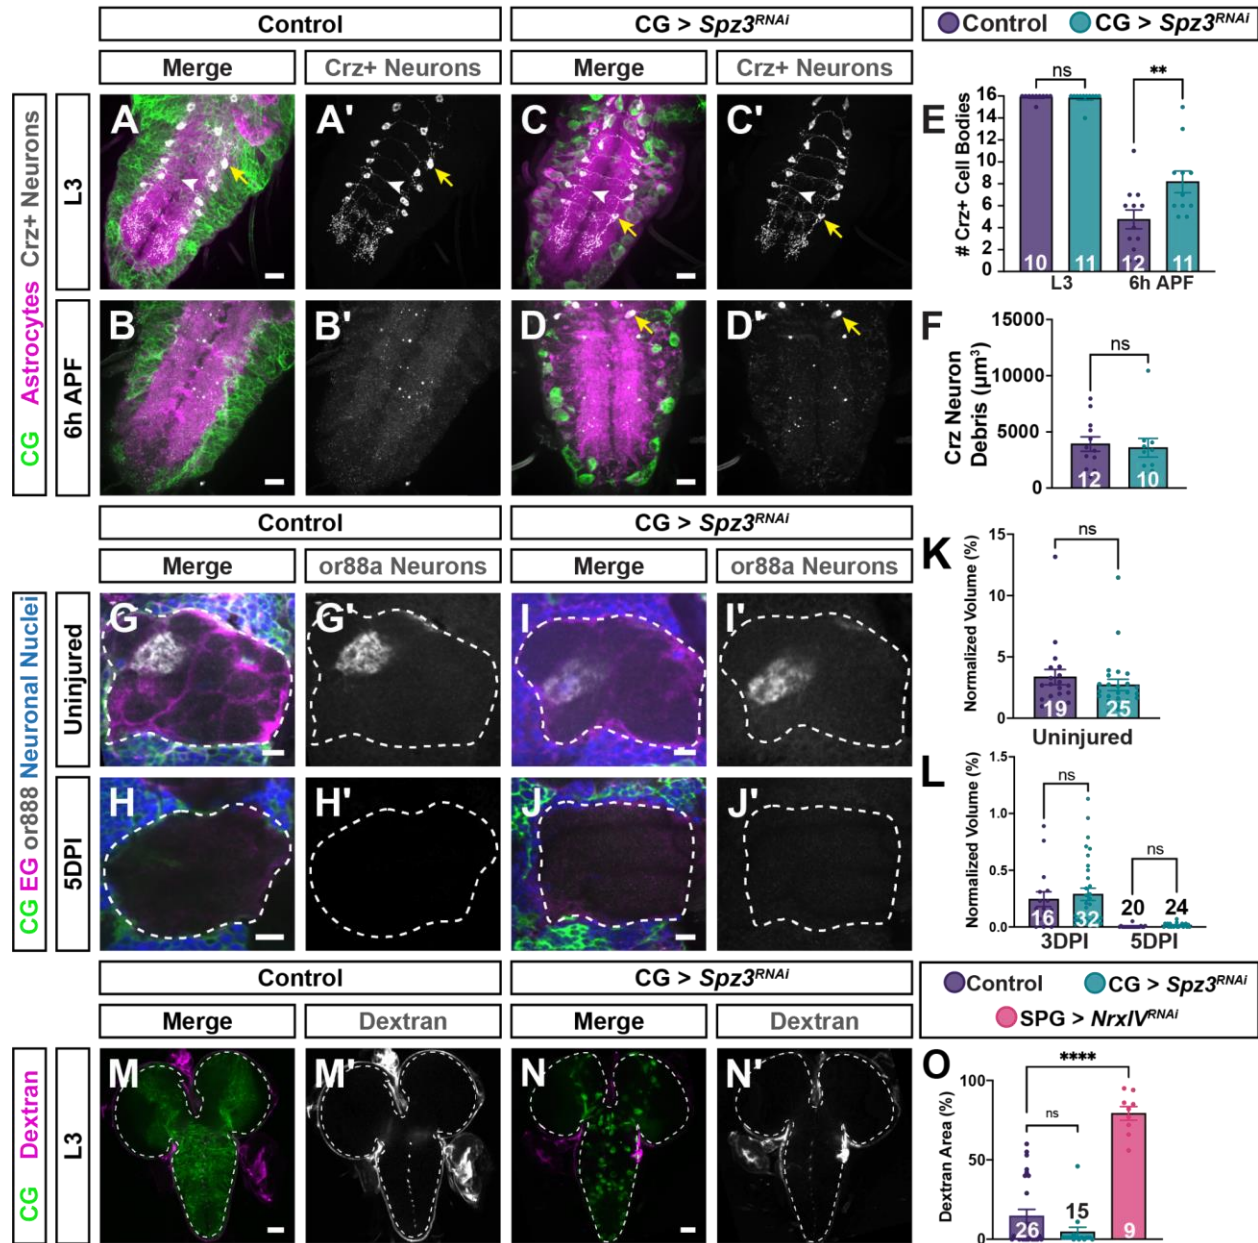 Control
CG > Spz3RNAi
Control
CG > Spz3RNAi
Merge
Crz+ Neurons
Merge
Crz+ Neurons
CG Astrocytes Crz+ Neurons
L3
A
A'
C
C'
6h APF
B
B'
D
D'
E
# Crz+ Cell Bodies
16
14
12
10
8
6
4
2
0
ns
**
10
11
12
11
L3
6h APF
F
Crz Neuron
Debris (µm³)
15000
10000
5000
0
ns
12
10
Control
CG > Spz3RNAi
Merge
or88a Neurons
Merge
or88a Neurons
CG EG or888 Neuronal Nuclei
Uninjured
G
G'
I
I'
5DPI
H
H'
J
J'
K
Normalized Volume (%)
15
10
5
0
ns
19
25
Uninjured
L
Normalized Volume (%)
1.5
1.0
0.5
0.0
ns
ns
16
32
20
24
3DPI
5DPI
Control
CG > Spz3RNAi
Merge
Dextran
Merge
Dextran
CG Dextran
L3
M
M'
N
N'
Control
CG > Spz3RNAi
SPG > NrxIVRNAi
O
Dextran Area (%)
100
50
0
****
ns
26
15
9